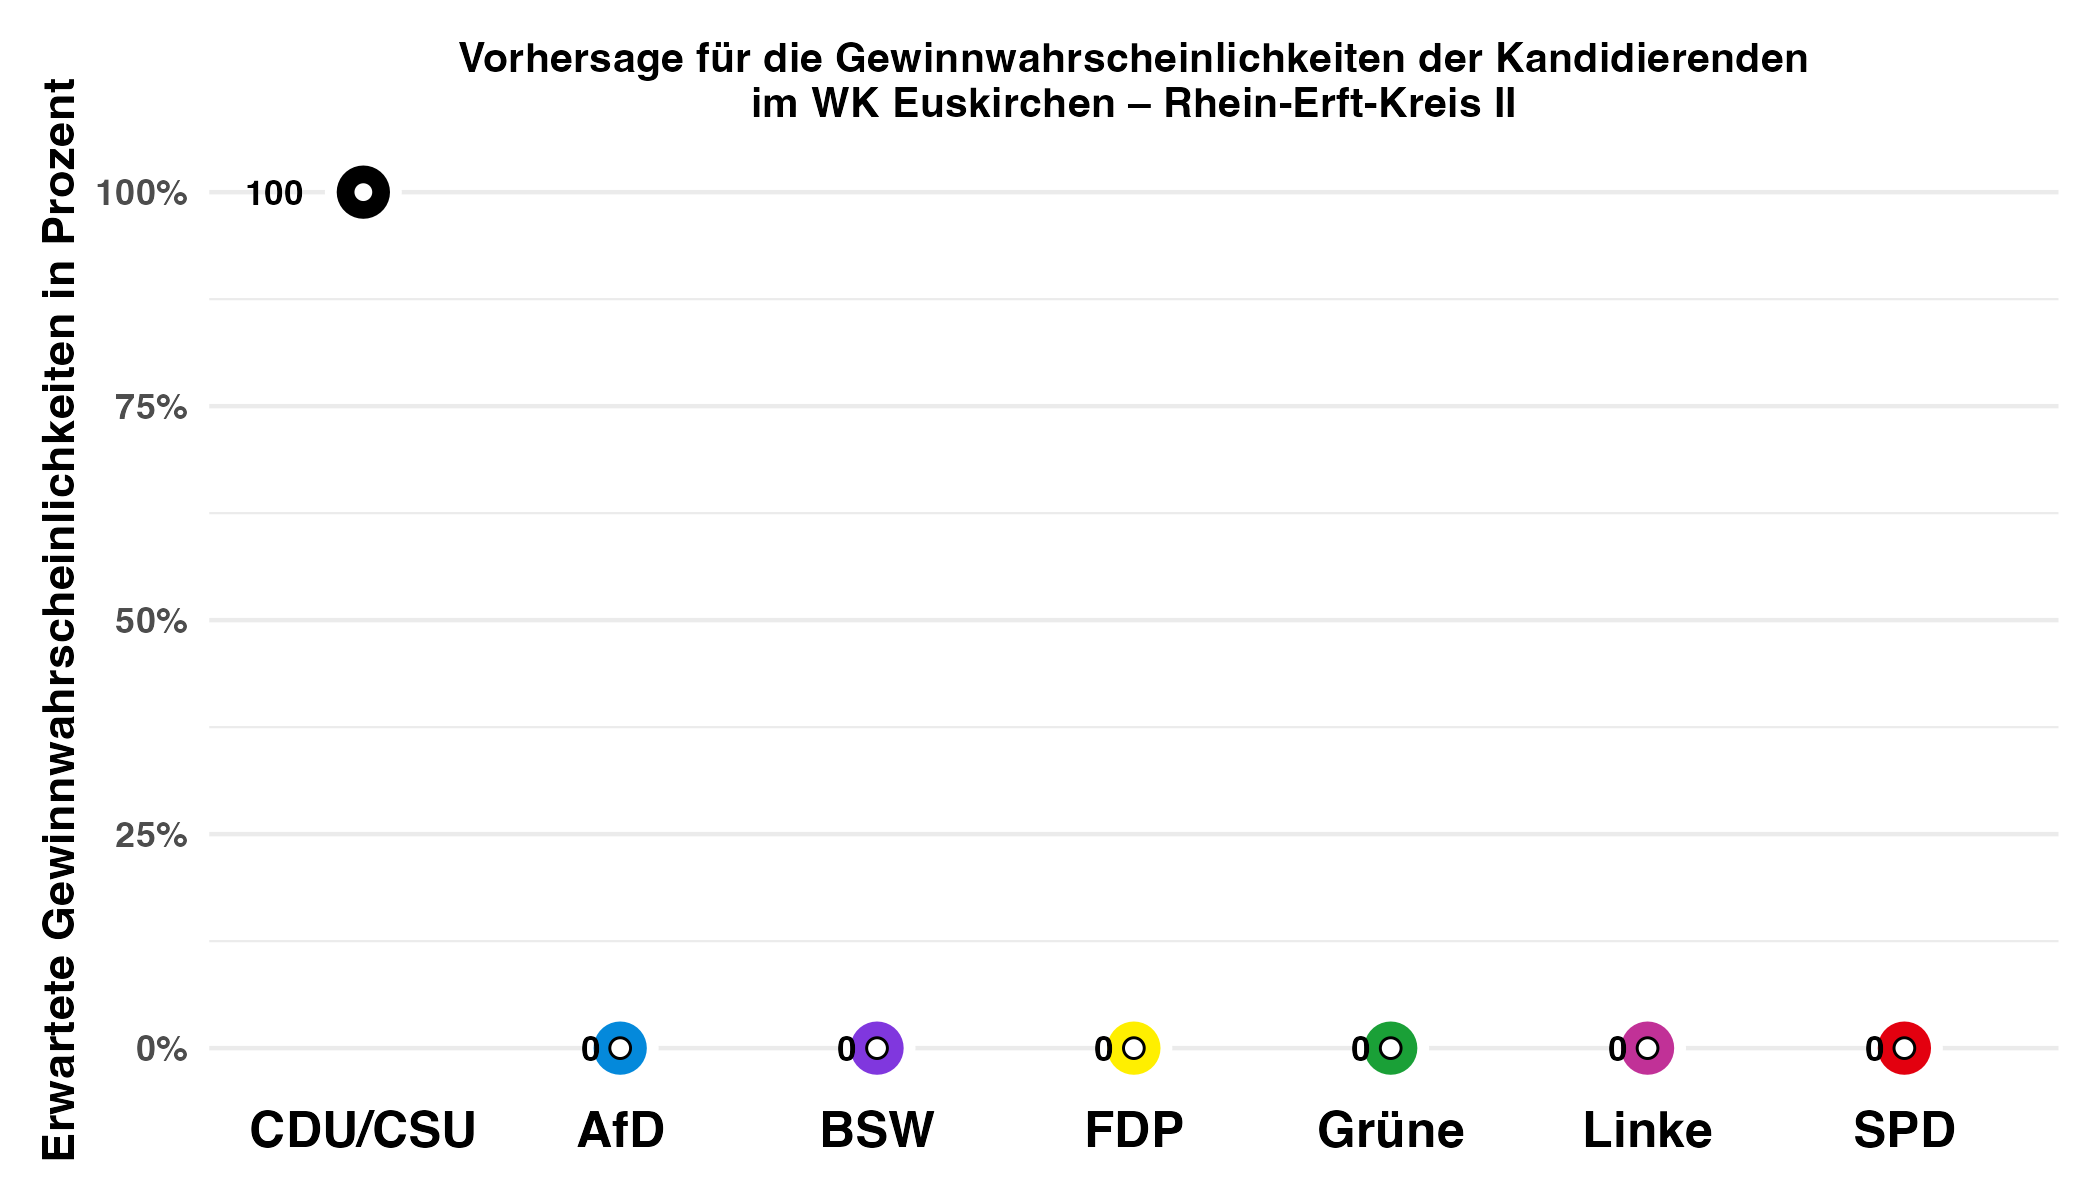 Vorhersage für die Gewinnwahrscheinlichkeiten der Kandidierenden
im WK Euskirchen – Rhein-Erft-Kreis II
Erwartete Gewinnwahrscheinlichkeiten in Prozent
100%
75%
50%
25%
0%
100
0
0
0
0
0
0
CDU/CSU
AfD
BSW
FDP
Grüne
Linke
SPD